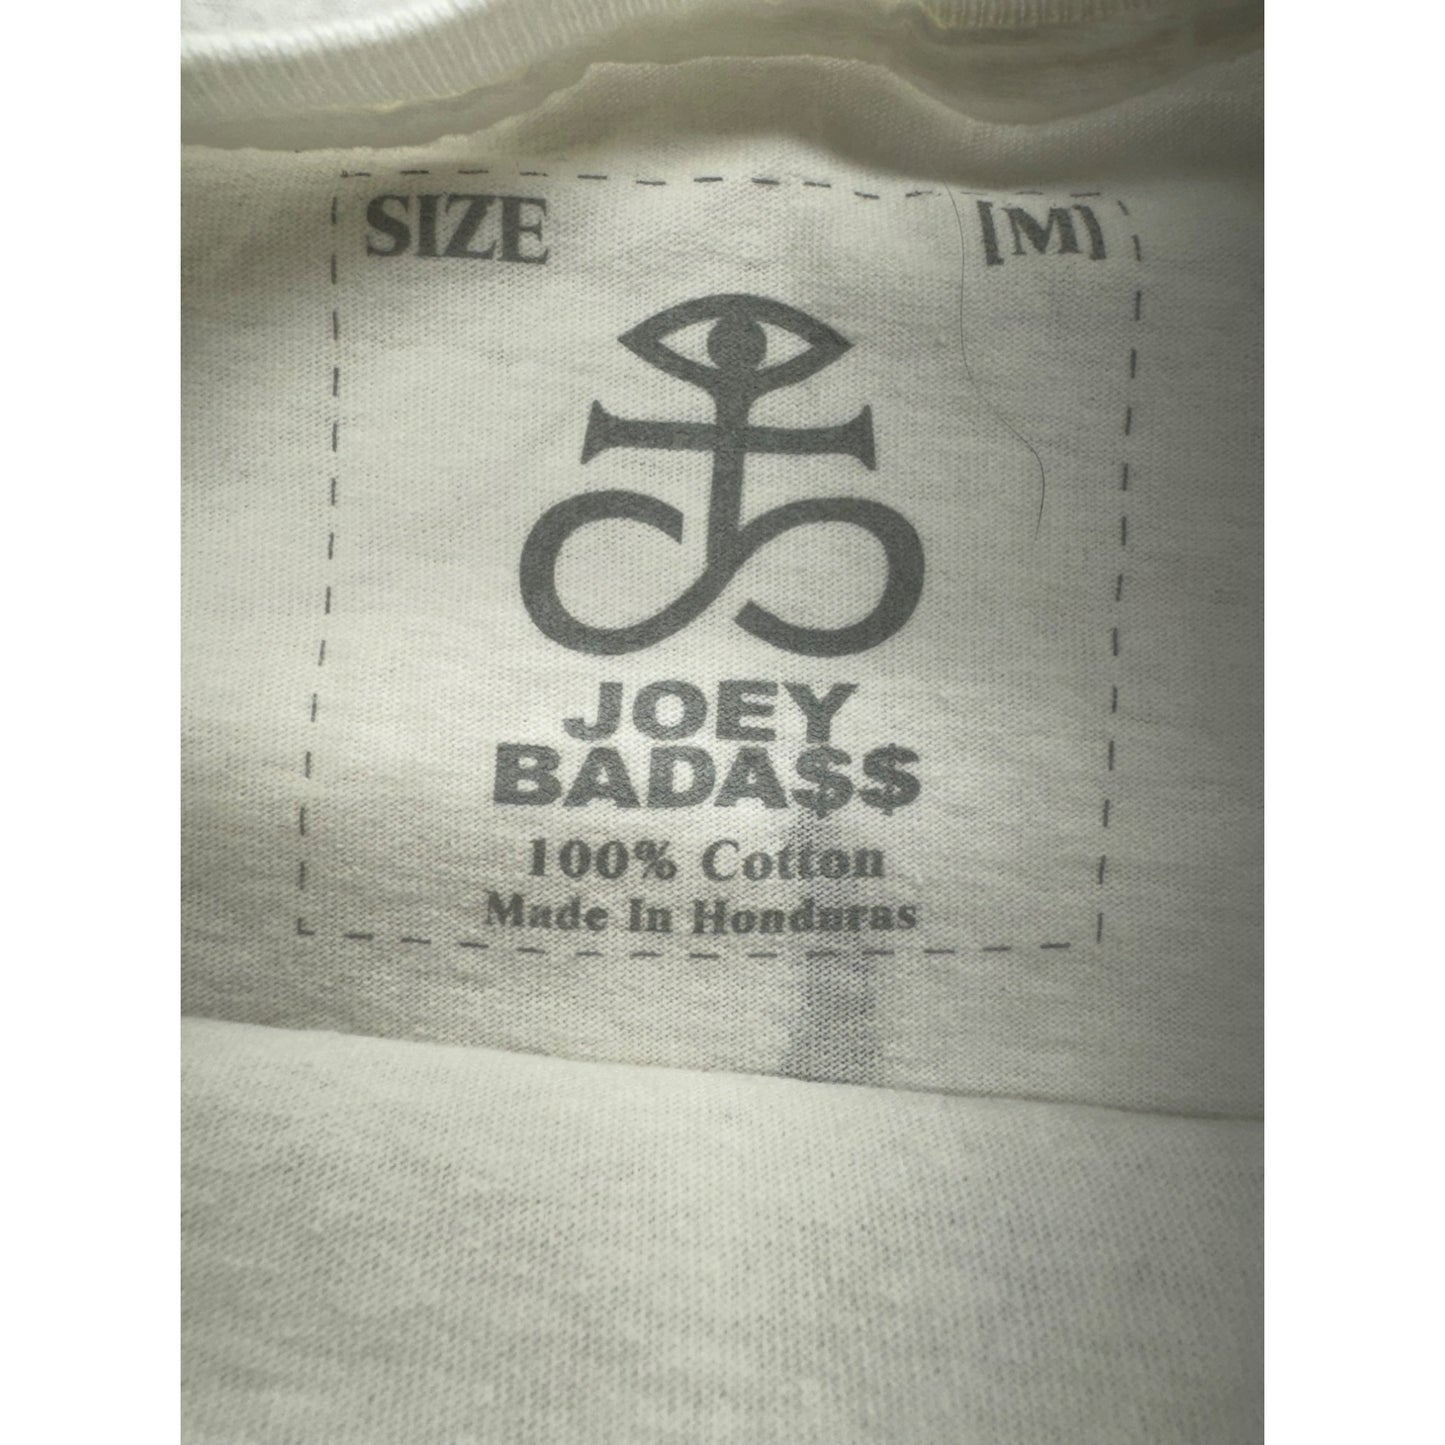 SIZE [M]
JOEY
BADA$$
100% Cotton
Made In Honduras